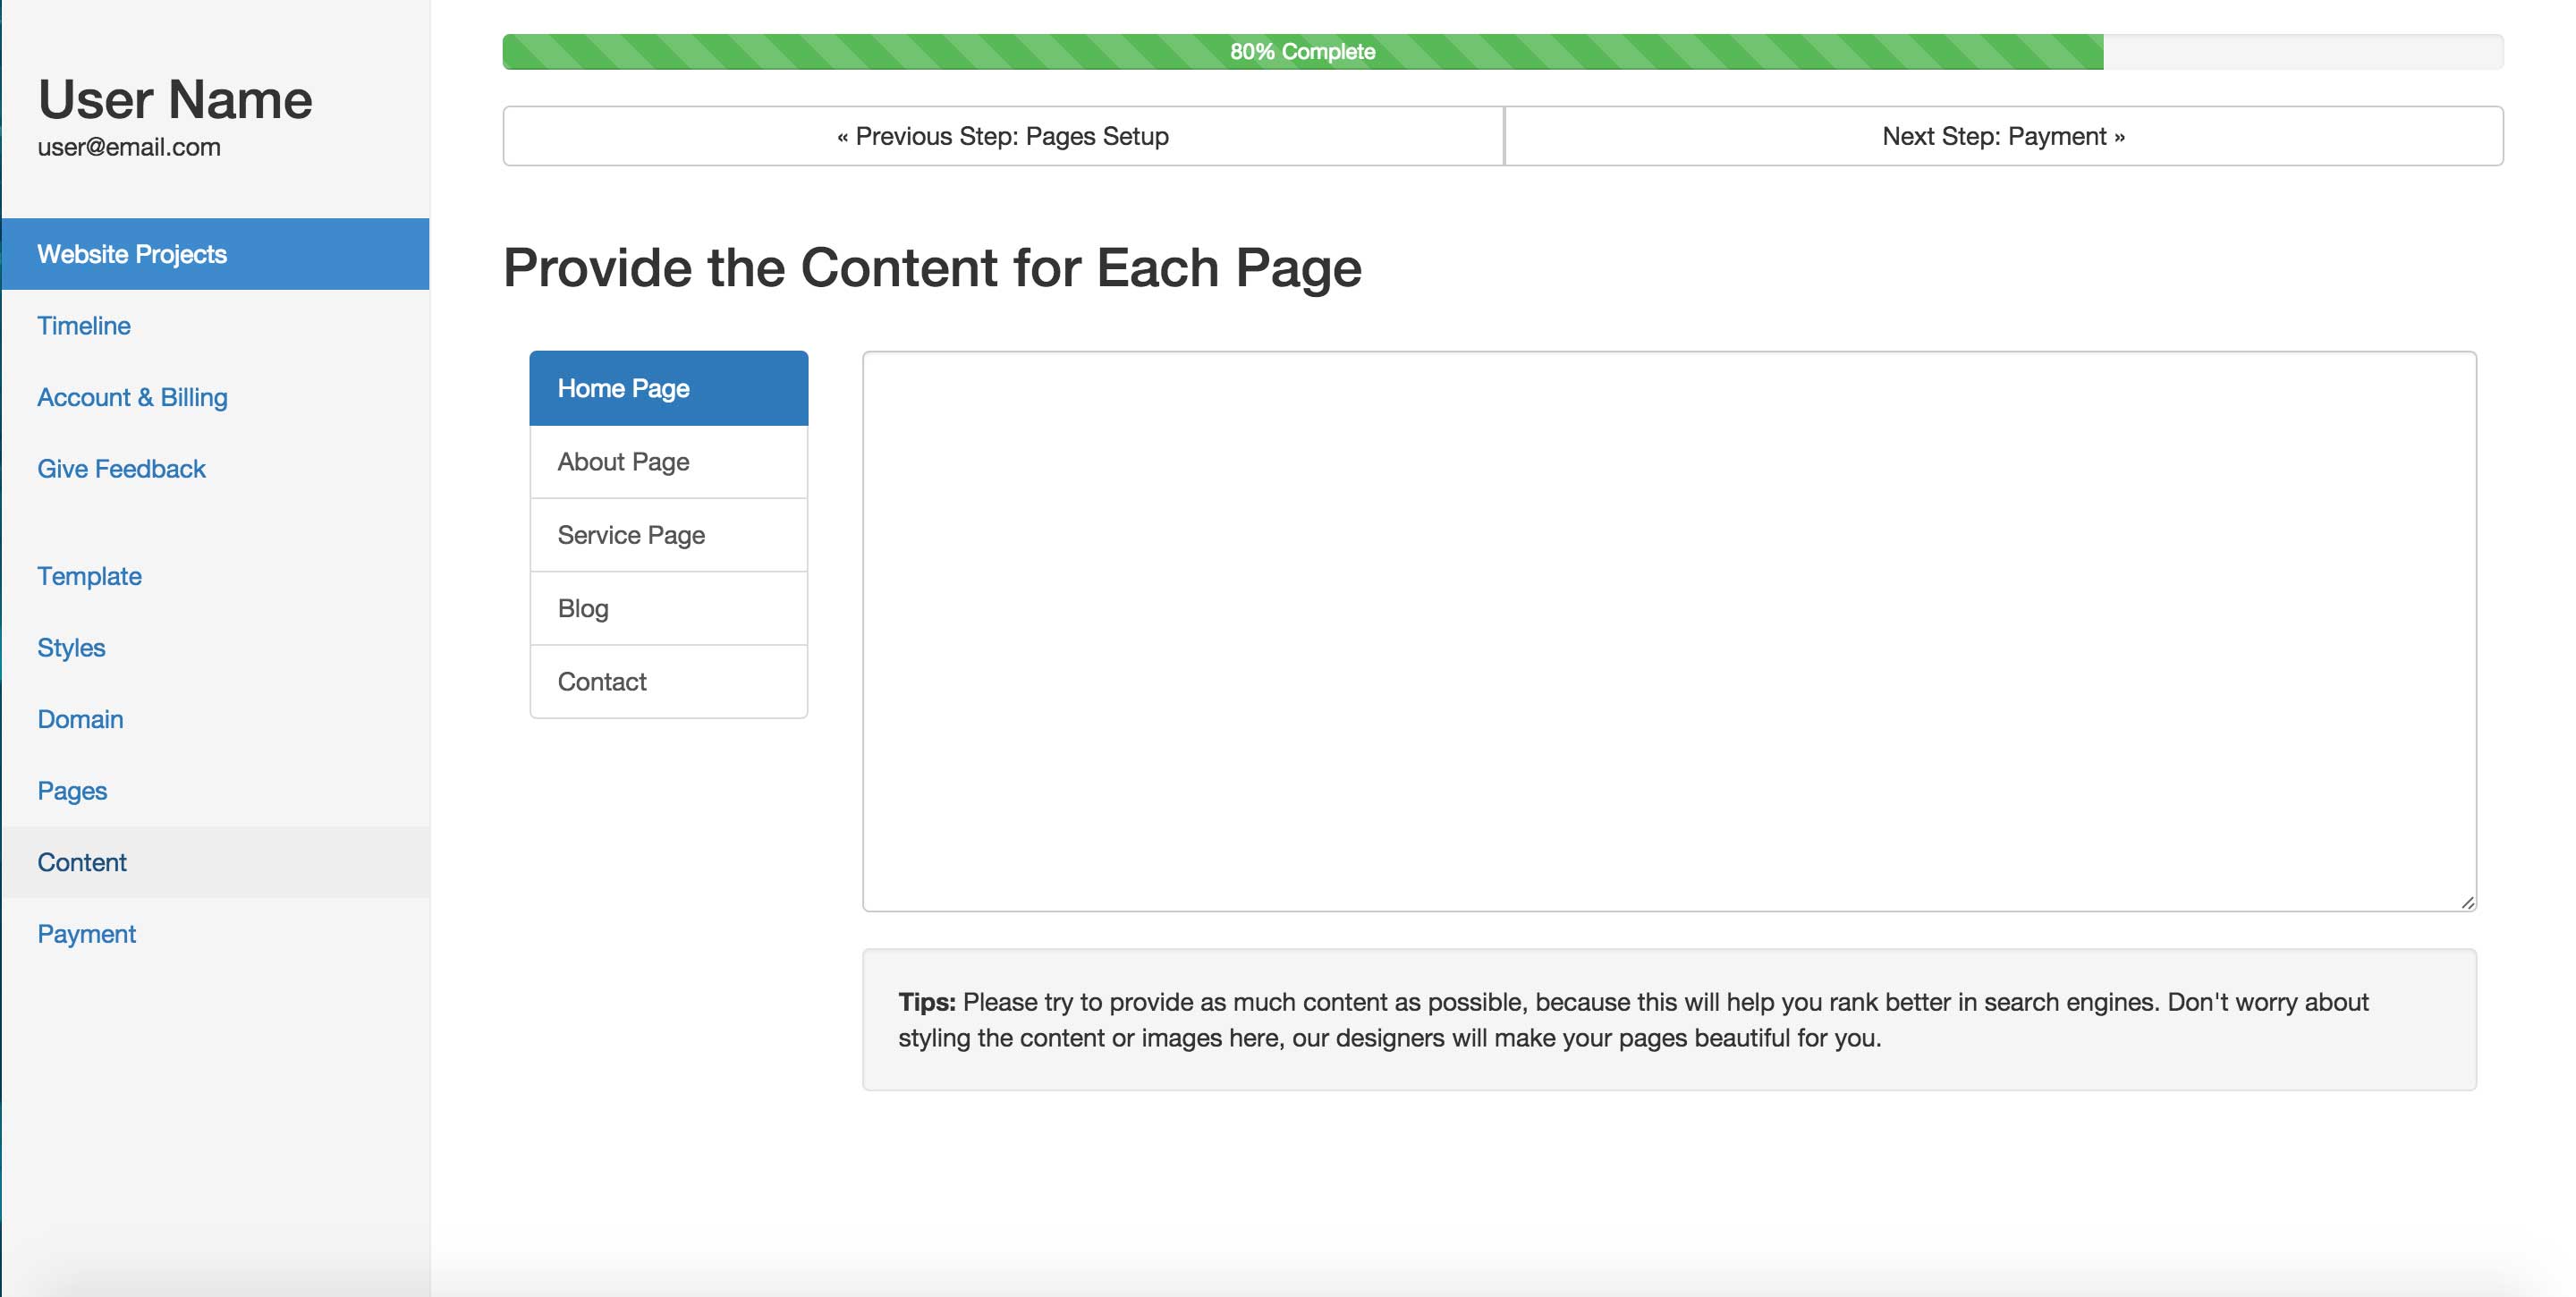 User Name
user@email.com
Website Projects
Timeline
Account & Billing
Give Feedback
Template
Styles
Domain
Pages
Content
Payment
80% Complete
« Previous Step: Pages Setup
Next Step: Payment »
Provide the Content for Each Page
Home Page
About Page
Service Page
Blog
Contact
Tips: Please try to provide as much content as possible, because this will help you rank better in search engines. Don't worry about
styling the content or images here, our designers will make your pages beautiful for you.